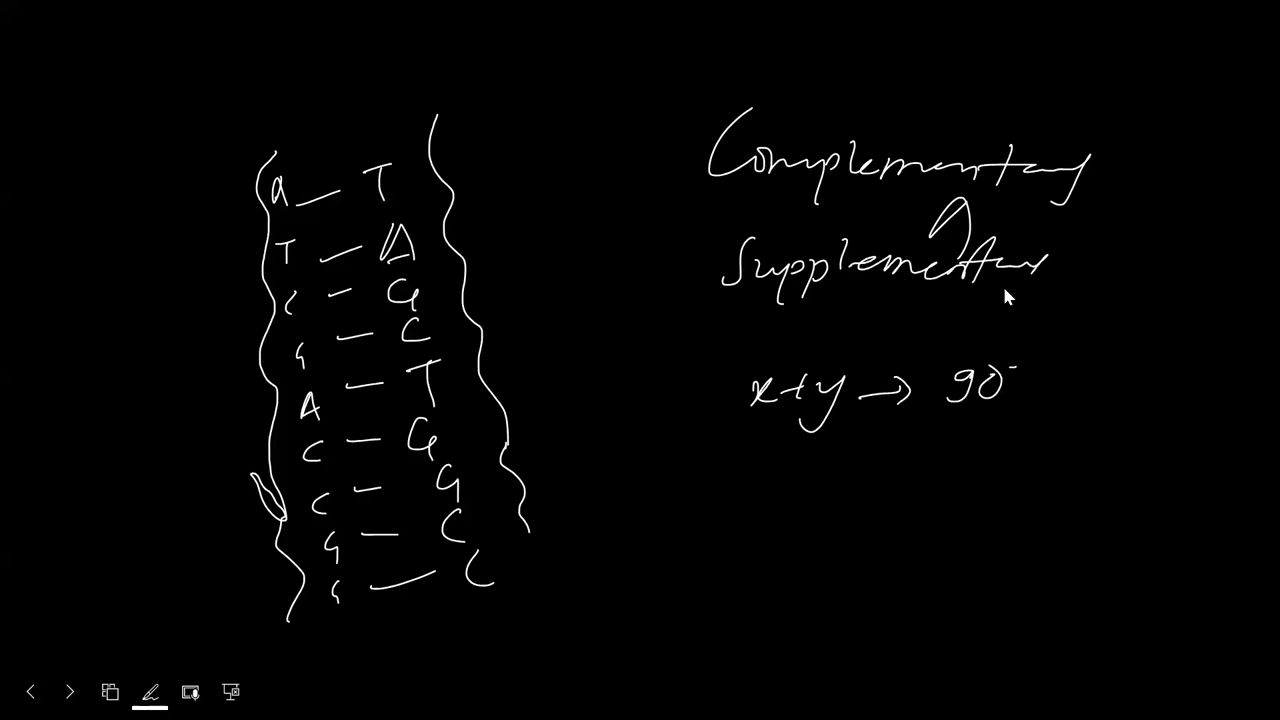 a — T
T — A
C — G
G — C
A — T
C — G
C — G
G — C
G — C
Complementary
Supplementary
x+y → 90°